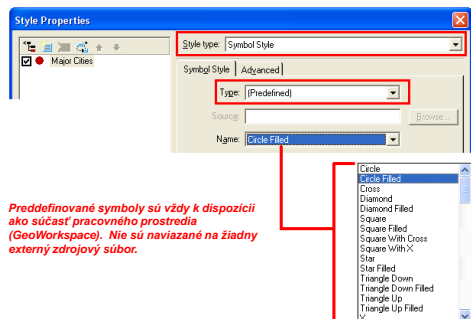 Style Properties
Style type: Symbol Style
Major Cities
Symbol Style Advanced
Type: (Predefined)
Source: Browse...
Name: Circle Filled
Circle
Circle Filled
Cross
Diamond
Diamond Filled
Square
Square Filled
Square With Cross
Square With X
Star
Star Filled
Triangle Down
Triangle Down Filled
Triangle Up
Triangle Up Filled
X
Preddefinované symboly sú vždy k dispozícii
ako súčasť pracovného prostredia
(GeoWorkspace). Nie sú naviazané na žiadny
externý zdrojový súbor.